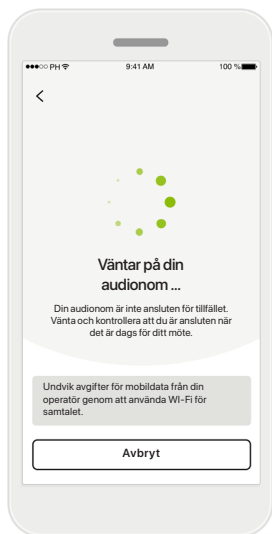 PH 9:41 AM 100 %
Väntar på din
audionom ...
Din audionom är inte ansluten för tillfället.
Vänta och kontrollera att du är ansluten när
det är dags för ditt möte.
Undvik avgifter för mobildata från din
operatör genom att använda WI-Fi för
samtalet.
Avbryt